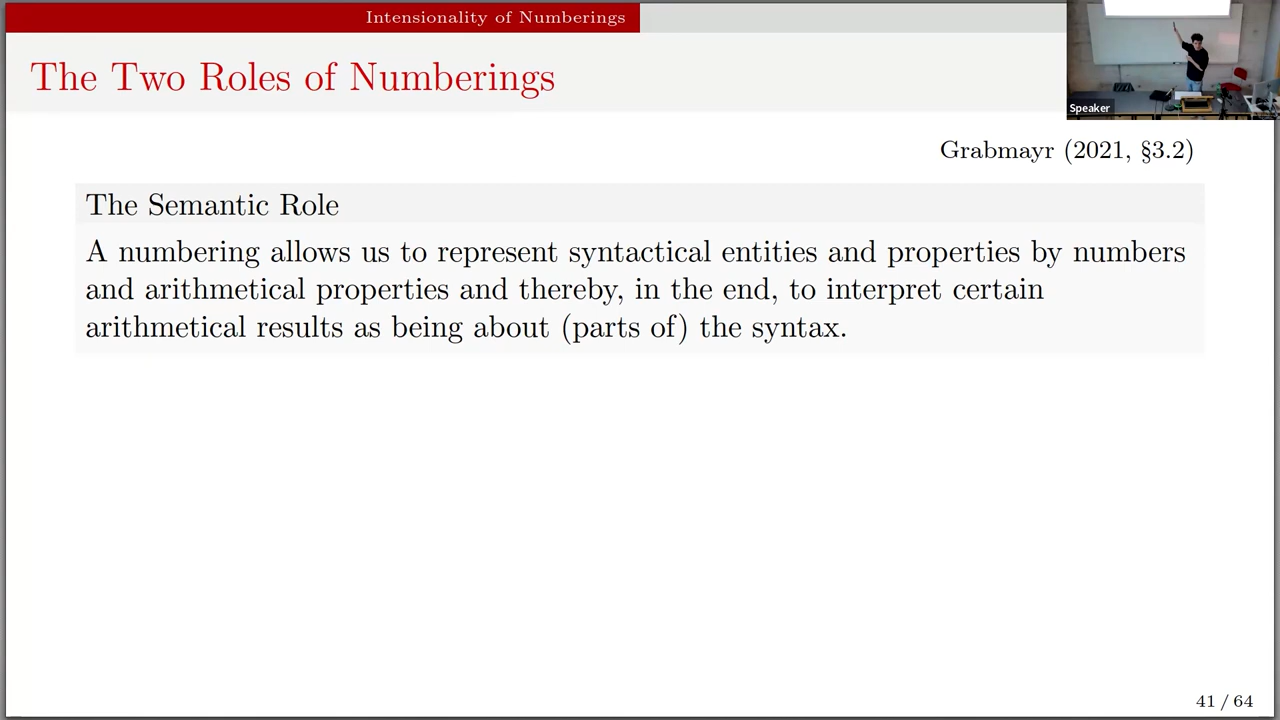 Intensionality of Numberings
The Two Roles of Numberings
Speaker
Grabmayr (2021, §3.2)
The Semantic Role
A numbering allows us to represent syntactical entities and properties by numbers
and arithmetical properties and thereby, in the end, to interpret certain
arithmetical results as being about (parts of) the syntax.
41 / 64